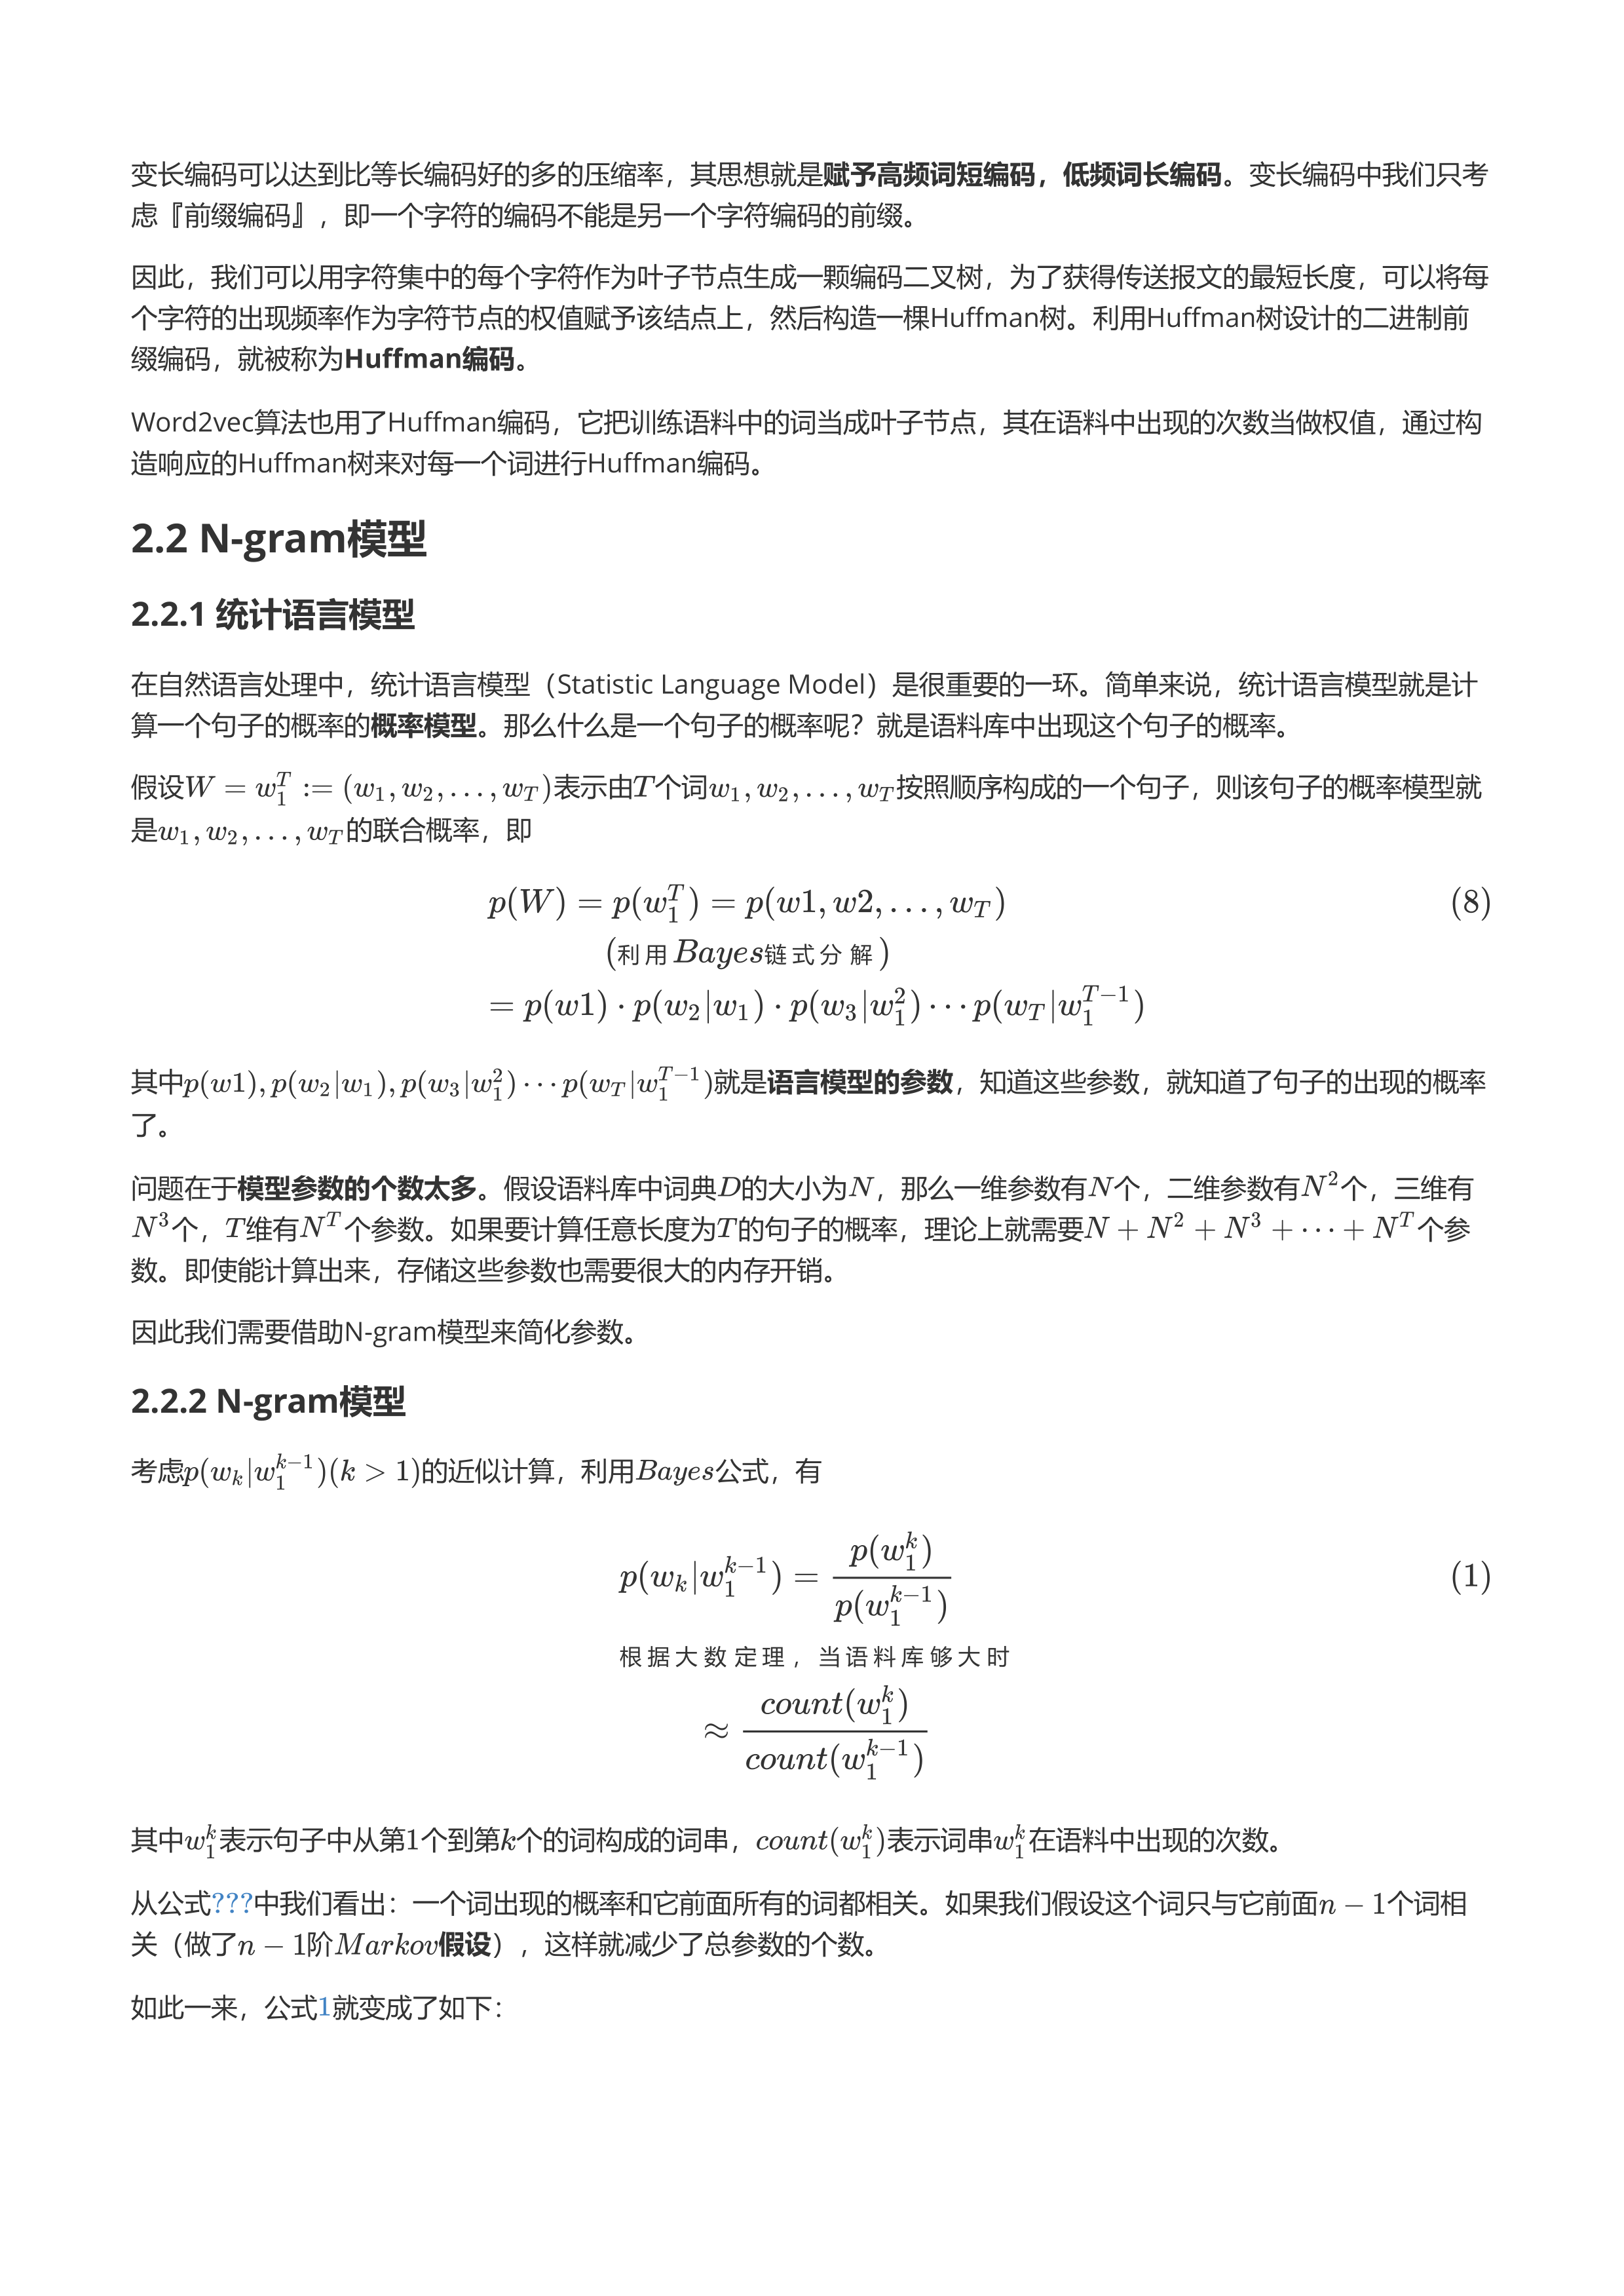 变长编码可以达到比等长编码好的多的压缩率，其思想就是赋予高频词短编码，低频词长编码。变长编码中我们只考
虑『前缀编码』，即一个字符的编码不能是另一个字符编码的前缀。
因此，我们可以用字符集中的每个字符作为叶子节点生成一颗编码二叉树，为了获得传送报文的最短长度，可以将每
个字符的出现频率作为字符节点的权值赋予该结点上，然后构造一棵Huffman树。利用Huffman树设计的二进制前
缀编码，就被称为Huffman编码。
Word2vec算法也用了Huffman编码，它把训练语料中的词当成叶子节点，其在语料中出现的次数当做权值，通过构
造响应的Huffman树来对每一个词进行Huffman编码。
2.2 N-gram模型
2.2.1 统计语言模型
在自然语言处理中，统计语言模型（Statistic Language Model）是很重要的一环。简单来说，统计语言模型就是计
算一个句子的概率的概率模型。那么什么是一个句子的概率呢？就是语料库中出现这个句子的概率。
假设$W = w_1^T := (w_1, w_2, \ldots, w_T)$表示由$T$个词$w_1, w_2, \ldots, w_T$按照顺序构成的一个句子，则该句子的概率模型就
是$w_1, w_2, \ldots, w_T$的联合概率，即
$p(W) = p(w_1^T) = p(w1, w2, \ldots, w_T)$ (8)
(利用$Bayes$链式分解)
$= p(w1) \cdot p(w_2|w_1) \cdot p(w_3|w_1^2) \cdots p(w_T|w_1^{T-1})$
其中$p(w1), p(w_2|w_1), p(w_3|w_1^2) \cdots p(w_T|w_1^{T-1})$就是语言模型的参数，知道这些参数，就知道了句子的出现的概率
了。
问题在于模型参数的个数太多。假设语料库中词典$D$的大小为$N$，那么一维参数有$N$个，二维参数有$N^2$个，三维有
$N^3$个，$T$维有$N^T$个参数。如果要计算任意长度为$T$的句子的概率，理论上就需要$N + N^2 + N^3 + \cdots + N^T$个参
数。即使能计算出来，存储这些参数也需要很大的内存开销。
因此我们需要借助N-gram模型来简化参数。
2.2.2 N-gram模型
考虑$p(w_k|w_1^{k-1})(k > 1)$的近似计算，利用$Bayes$公式，有
$p(w_k|w_1^{k-1}) = \frac{p(w_1^k)}{p(w_1^{k-1})}$ (1)
根据大数定理，当语料库够大时
$\approx \frac{count(w_1^k)}{count(w_1^{k-1})}$
其中$w_1^k$表示句子中从第1个到第$k$个的词构成的词串，$count(w_1^k)$表示词串$w_1^k$在语料中出现的次数。
从公式???中我们看出：一个词出现的概率和它前面所有的词都相关。如果我们假设这个词只与它前面$n - 1$个词相
关（做了$n - 1$阶$Markov$假设），这样就减少了总参数的个数。
如此一来，公式1就变成了如下：